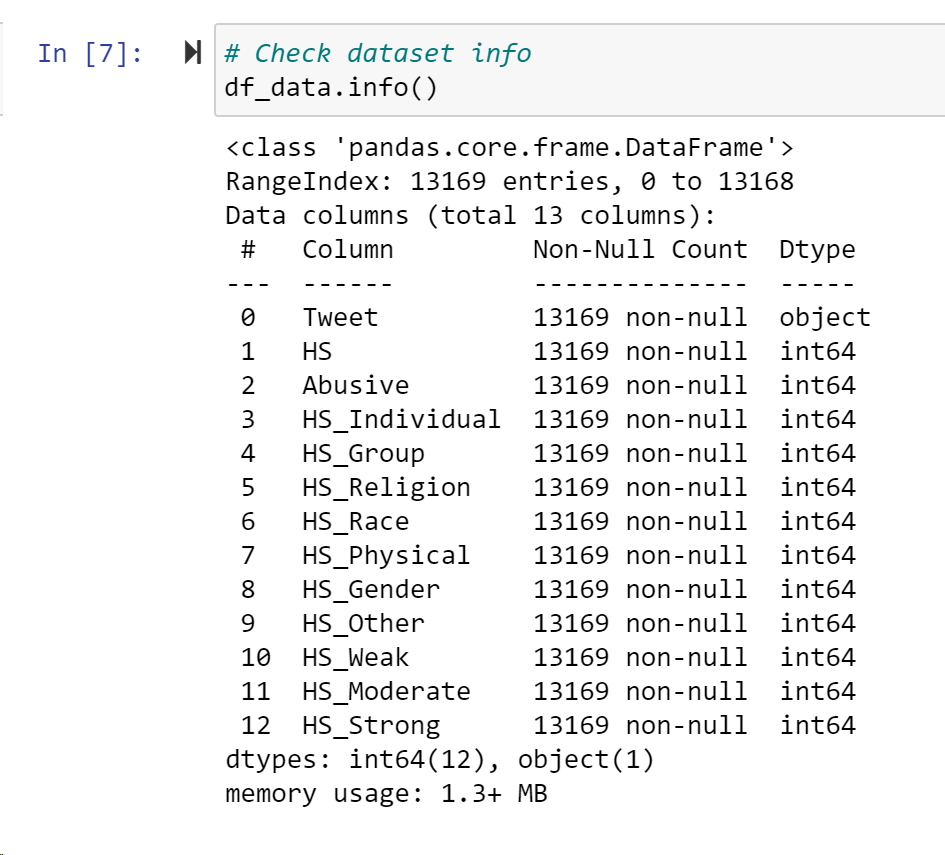 In [7]:
# Check dataset info
df_data.info()
<class 'pandas.core.frame.DataFrame'>
RangeIndex: 13169 entries, 0 to 13168
Data columns (total 13 columns):
 #   Column         Non-Null Count  Dtype
---  ------         --------------  -----
 0   Tweet          13169 non-null  object
 1   HS             13169 non-null  int64
 2   Abusive        13169 non-null  int64
 3   HS_Individual  13169 non-null  int64
 4   HS_Group       13169 non-null  int64
 5   HS_Religion    13169 non-null  int64
 6   HS_Race        13169 non-null  int64
 7   HS_Physical    13169 non-null  int64
 8   HS_Gender      13169 non-null  int64
 9   HS_Other       13169 non-null  int64
 10  HS_Weak        13169 non-null  int64
 11  HS_Moderate    13169 non-null  int64
 12  HS_Strong      13169 non-null  int64
dtypes: int64(12), object(1)
memory usage: 1.3+ MB